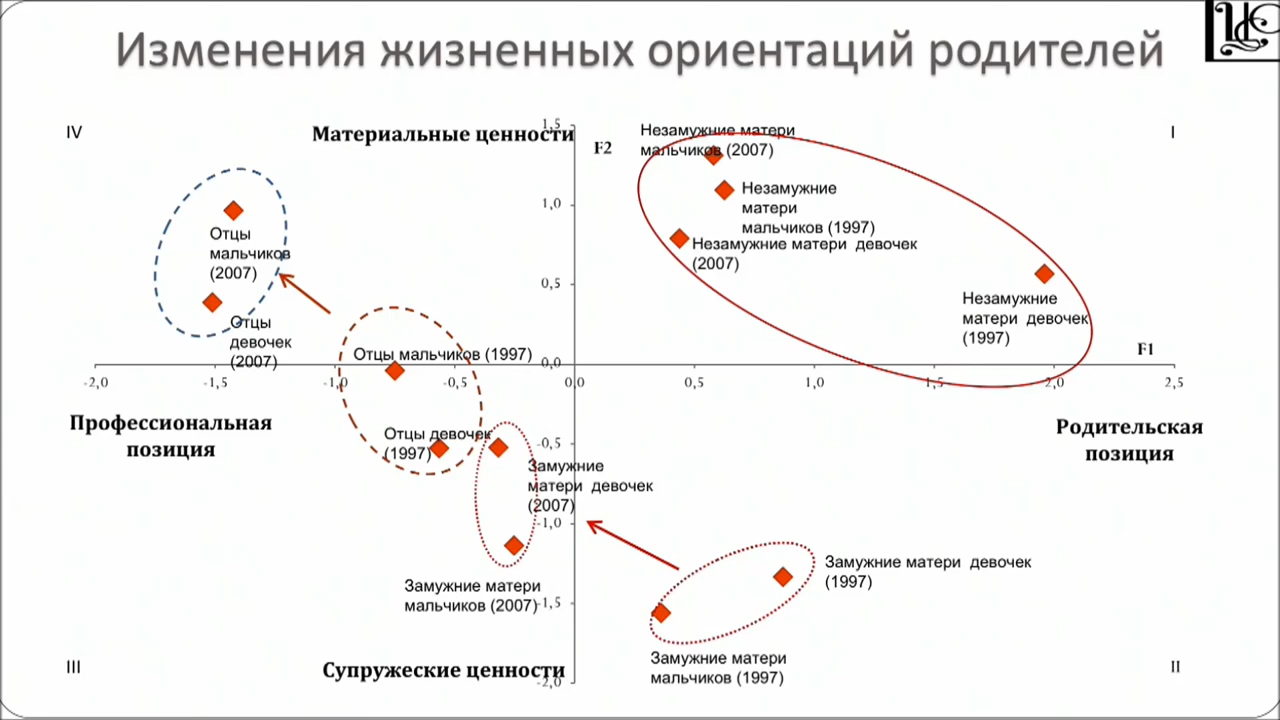 Изменения жизненных ориентаций родителей
IV
Материальные ценности
1,5
F2
Незамужние матери
мальчиков (2007)
I
Незамужние
матери
мальчиков (1997)
1,0
Отцы
мальчиков
(2007)
Незамужние матери девочек
(2007)
0,5
Незамужние
матери девочек
(1997)
Отцы
девочек
(2007)
Отцы мальчиков (1997)
0,0
F1
-2,0
-1,5
-1,0
-0,5
0,0
0,5
1,0
1,5
2,0
2,5
Профессиональная
позиция
Родительская
позиция
Отцы девочек
(1997)
-0,5
Замужние
матери девочек
(2007)
-1,0
Замужние матери девочек
(1997)
Замужние матери
мальчиков (2007)
-1,5
Замужние матери
мальчиков (1997)
III
Супружеские ценности
-2,0
II